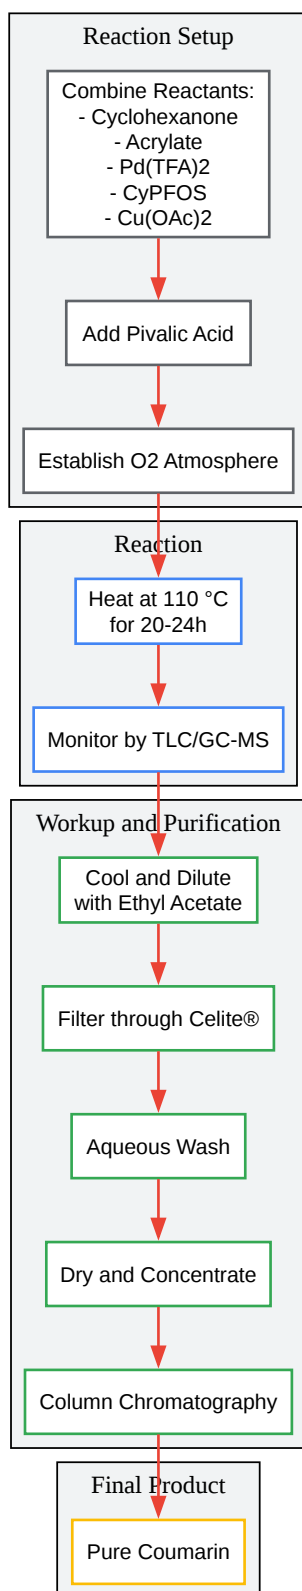 Reaction Setup
Combine Reactants:
- Cyclohexanone
- Acrylate
- Pd(TFA)2
- CyPFOS
- Cu(OAc)2
Add Pivalic Acid
Establish O2 Atmosphere
Reaction
Heat at 110 °C
for 20-24h
Monitor by TLC/GC-MS
Workup and Purification
Cool and Dilute
with Ethyl Acetate
Filter through Celite®
Aqueous Wash
Dry and Concentrate
Column Chromatography
Final Product
Pure Coumarin